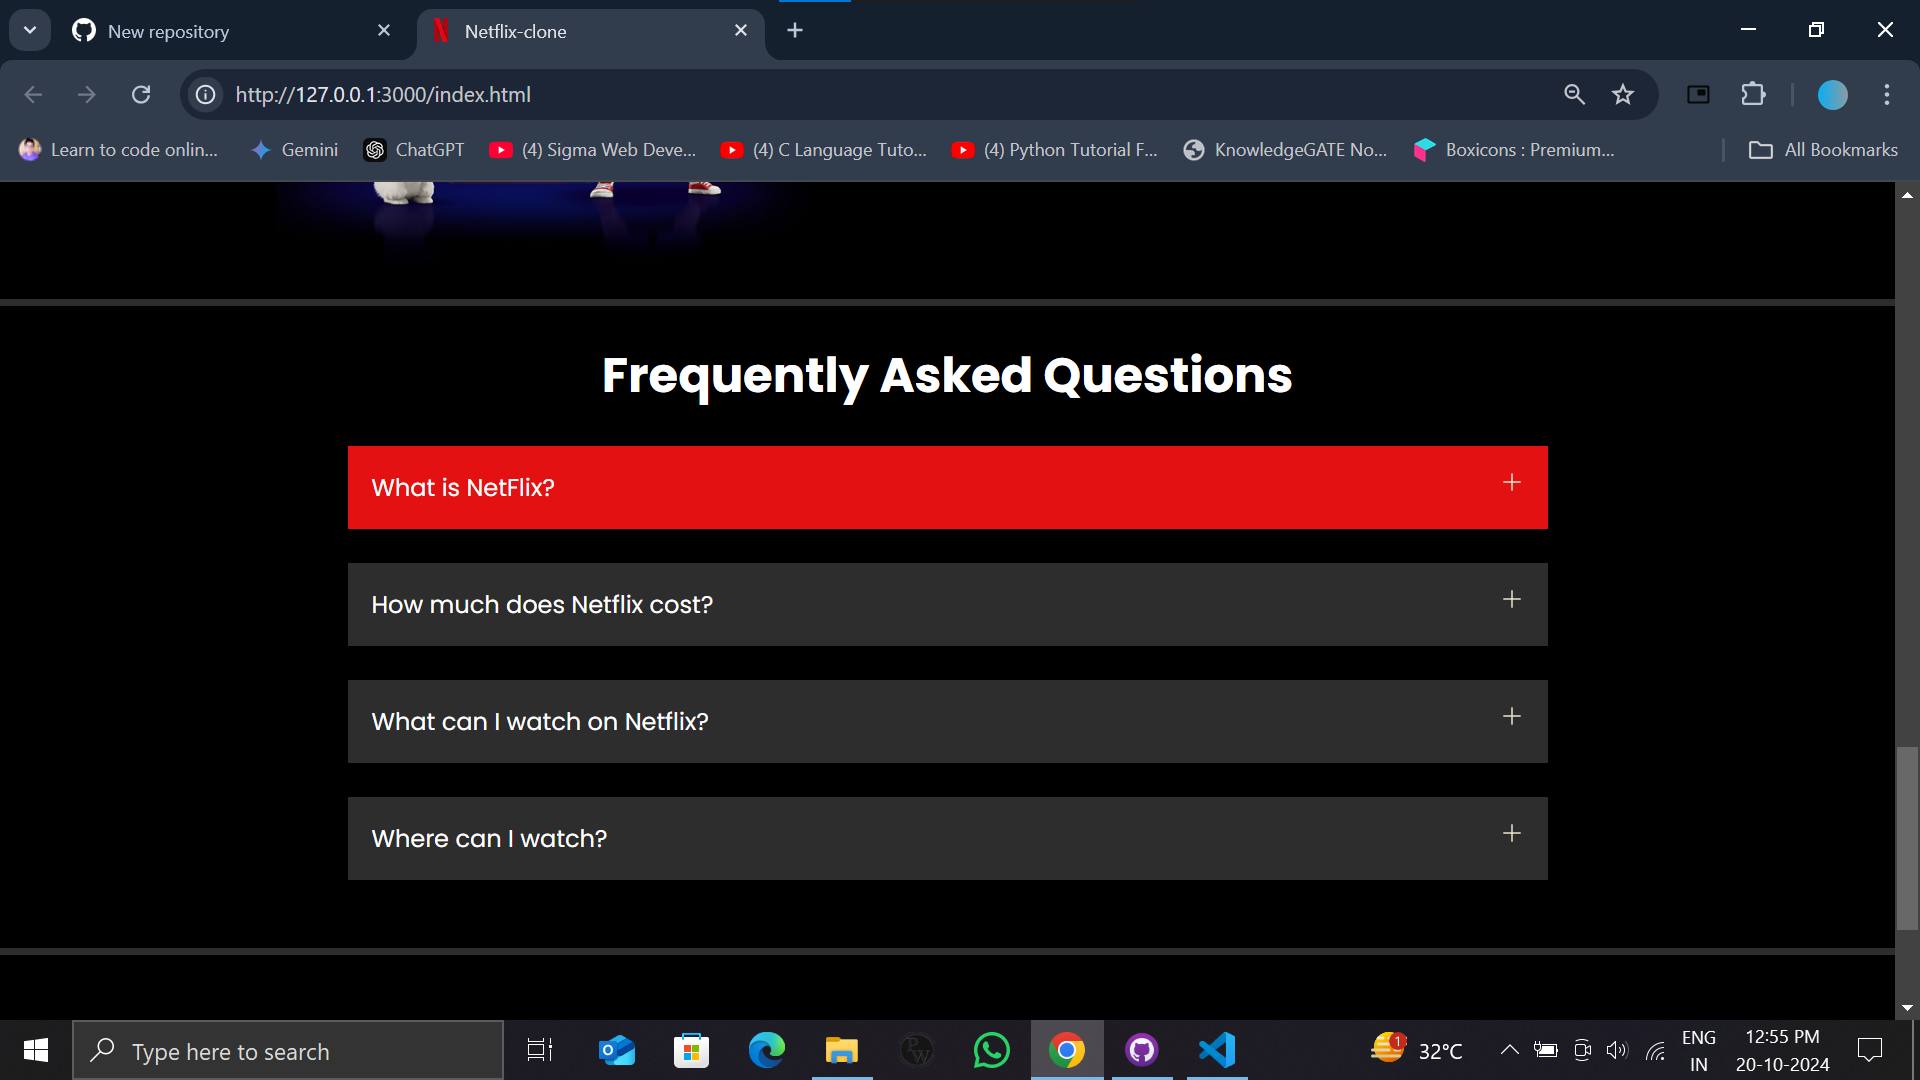 New repository
Netflix-clone
http://127.0.0.1:3000/index.html
Learn to code onlin...
Gemini
ChatGPT
(4) Sigma Web Deve...
(4) C Language Tuto...
(4) Python Tutorial F...
KnowledgeGATE No...
Boxicons : Premium...
All Bookmarks
Frequently Asked Questions
What is NetFlix?
How much does Netflix cost?
What can I watch on Netflix?
Where can I watch?
Type here to search
PW
1
32°C
ENG
IN
12:55 PM
20-10-2024